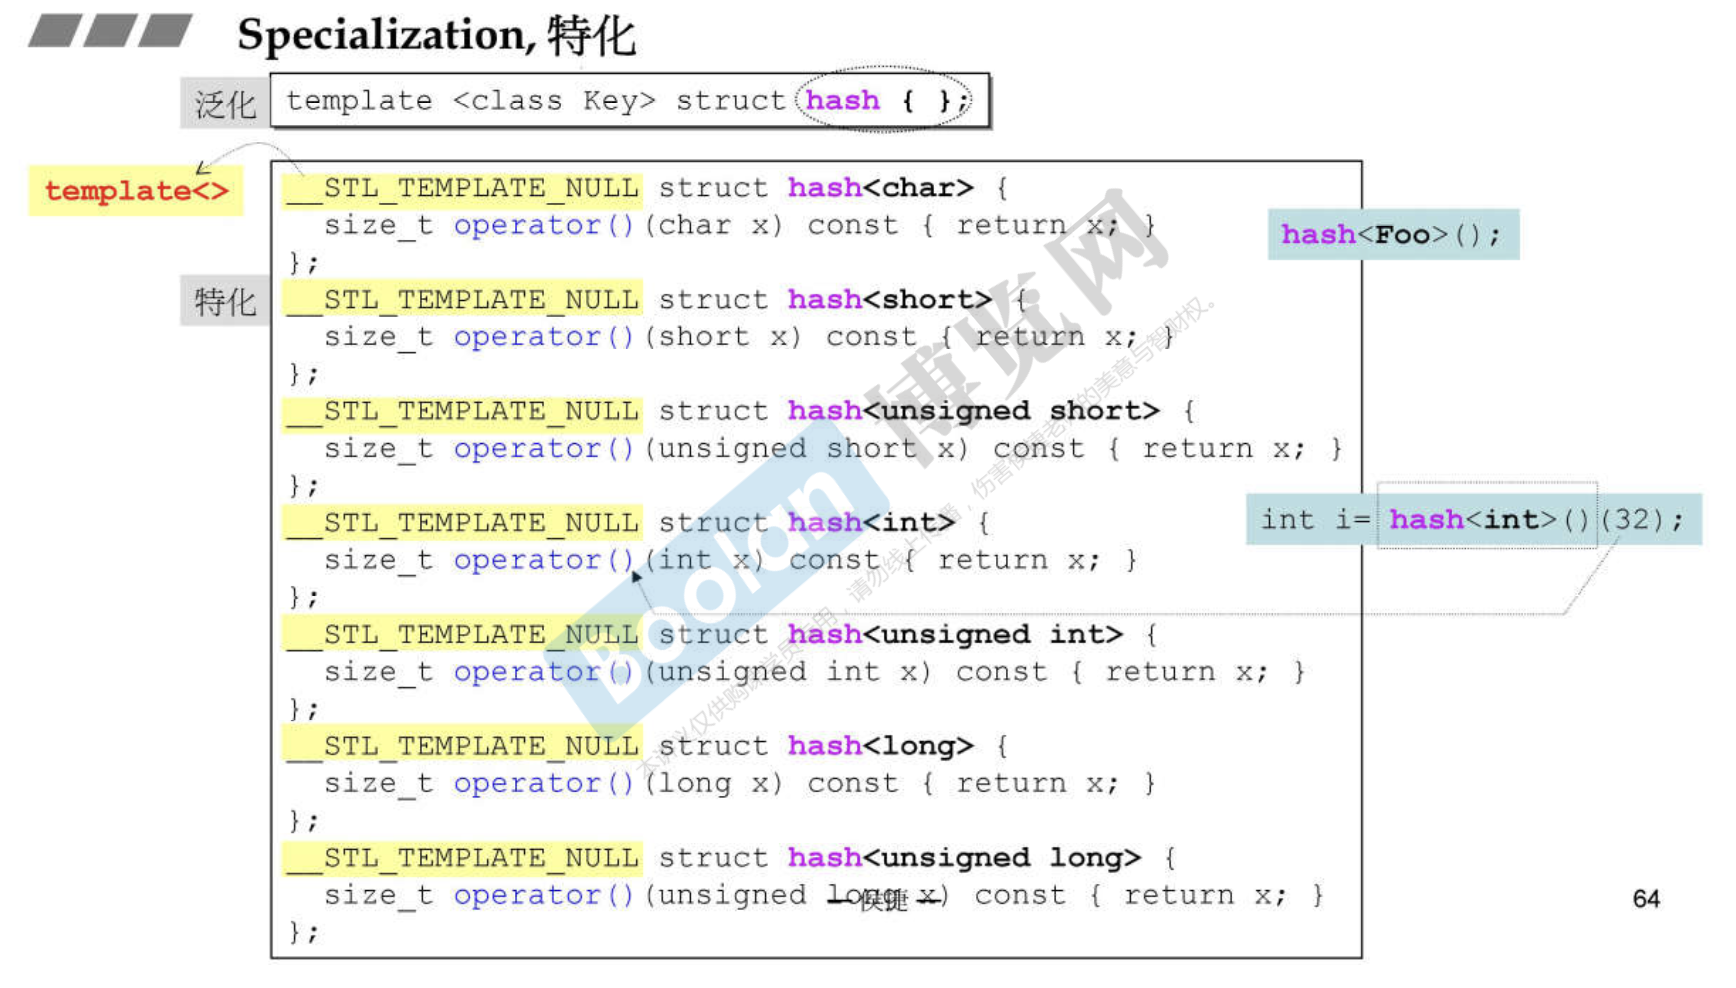 Specialization, 特化
泛化
template <class Key> struct hash { };
template<>
__STL_TEMPLATE_NULL struct hash<char> {
size_t operator()(char x) const { return x; }
};
hash<Foo>();
特化
__STL_TEMPLATE_NULL struct hash<short> {
size_t operator()(short x) const { return x; }
};
__STL_TEMPLATE_NULL struct hash<unsigned short> {
size_t operator()(unsigned short x) const { return x; }
};
__STL_TEMPLATE_NULL struct hash<int> {
size_t operator()(int x) const { return x; }
};
int i= hash<int>()(32);
__STL_TEMPLATE_NULL struct hash<unsigned int> {
size_t operator()(unsigned int x) const { return x; }
};
__STL_TEMPLATE_NULL struct hash<long> {
size_t operator()(long x) const { return x; }
};
__STL_TEMPLATE_NULL struct hash<unsigned long> {
size_t operator()(unsigned long x) const { return x; }
};
侯捷
64
Boolan 博览网